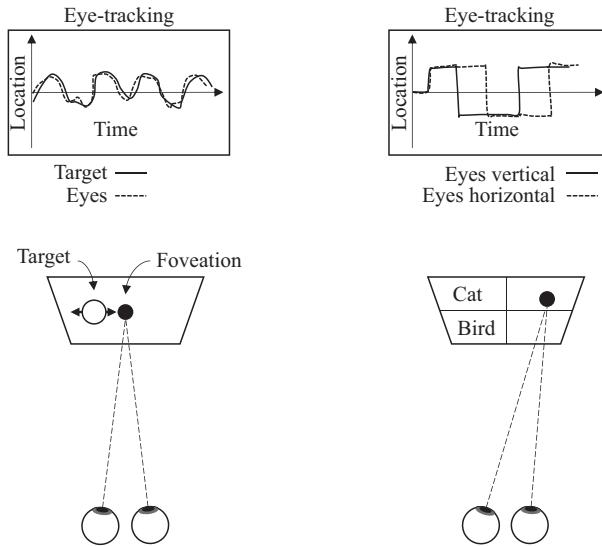 Eye-tracking
Location
Time
Target
Eyes
Eye-tracking
Location
Time
Eyes vertical
Eyes horizontal
Target
Foveation
Cat
Bird